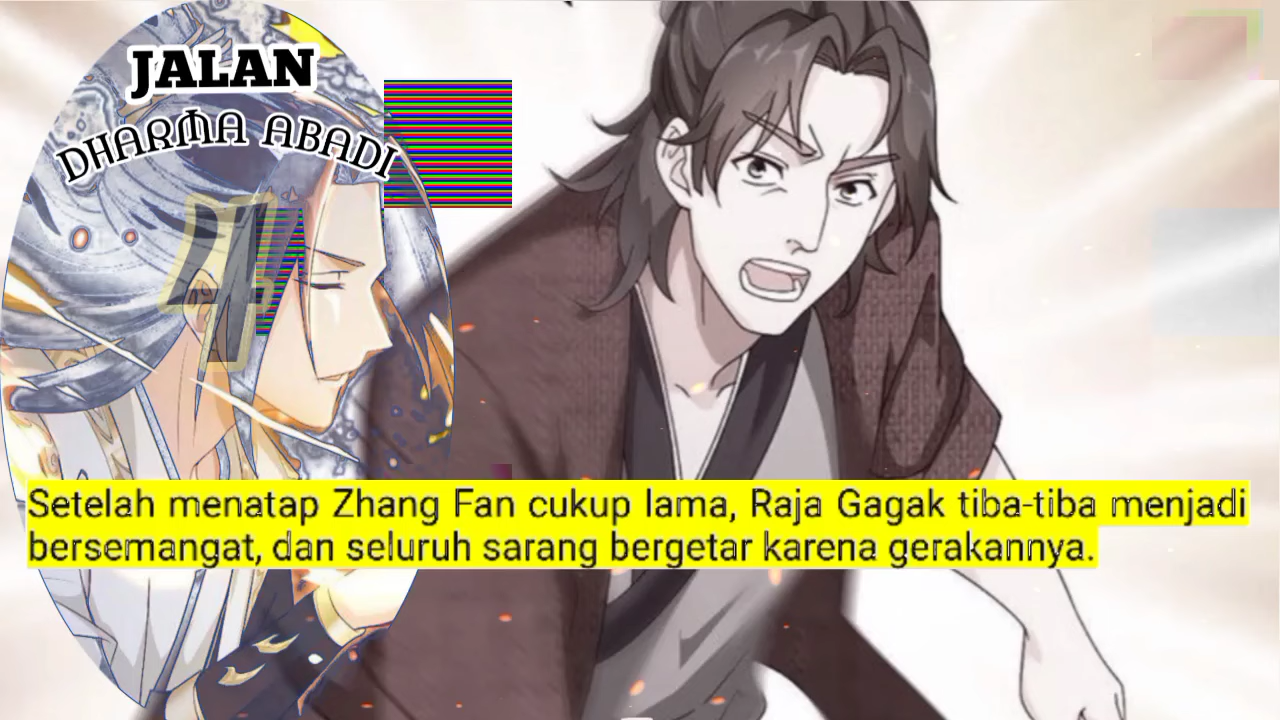 JALAN
DHARMA ABADI
4
Setelah menatap Zhang Fan cukup lama, Raja Gagak tiba-tiba menjadi
bersemangat, dan seluruh sarang bergetar karena gerakannya.